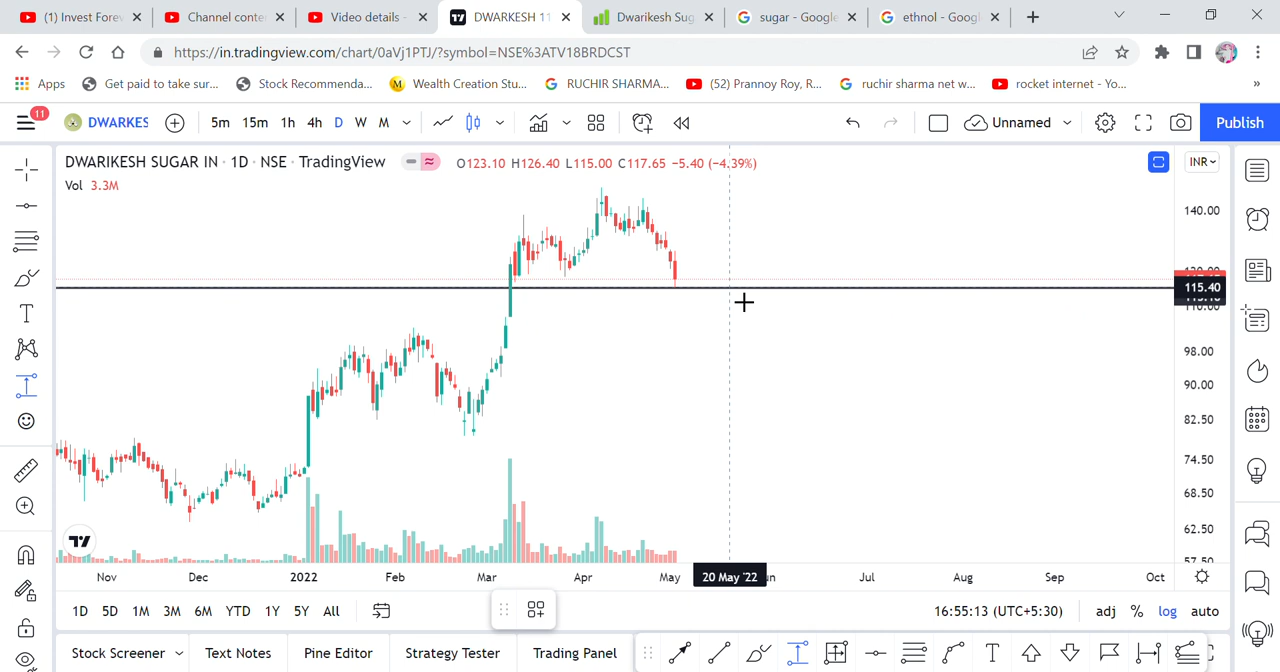 (1) Invest Forev
Channel conte
Video details -
DWARKESH 11
Dwarikesh Sug
sugar - Google
ethnol - Googl
https://in.tradingview.com/chart/0aVj1PTJ/?symbol=NSE%3ATV18BRDCST
Apps
Get paid to take sur...
Stock Recommenda...
Wealth Creation Stu...
RUCHIR SHARMA...
(52) Prannoy Roy, R...
ruchir sharma net w...
rocket internet - Yo...
»
11
DWARKES
5m 15m 1h 4h D W M
Unnamed
Publish
DWARIKESH SUGAR IN · 1D · NSE · TradingView
O123.10 H126.40 L115.00 C117.65 −5.40 (−4.39%)
INR
Vol 3.3M
140.00
115.40
98.00
90.00
82.50
74.50
68.50
62.50
57.50
Nov Dec 2022 Feb Mar Apr May 20 May '22 Jul Aug Sep Oct
1D 5D 1M 3M 6M YTD 1Y 5Y All
16:55:13 (UTC+5:30) adj % log auto
Stock Screener Text Notes Pine Editor Strategy Tester Trading Panel